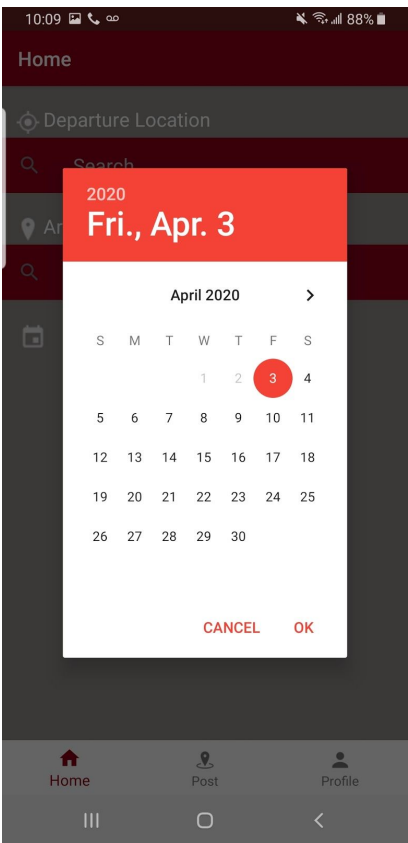 10:09 88%
Home
Departure Location
Search
2020
Fri., Apr. 3
Ar
April 2020
S M T W T F S
1 2 3 4
5 6 7 8 9 10 11
12 13 14 15 16 17 18
19 20 21 22 23 24 25
26 27 28 29 30
CANCEL OK
Home Post Profile